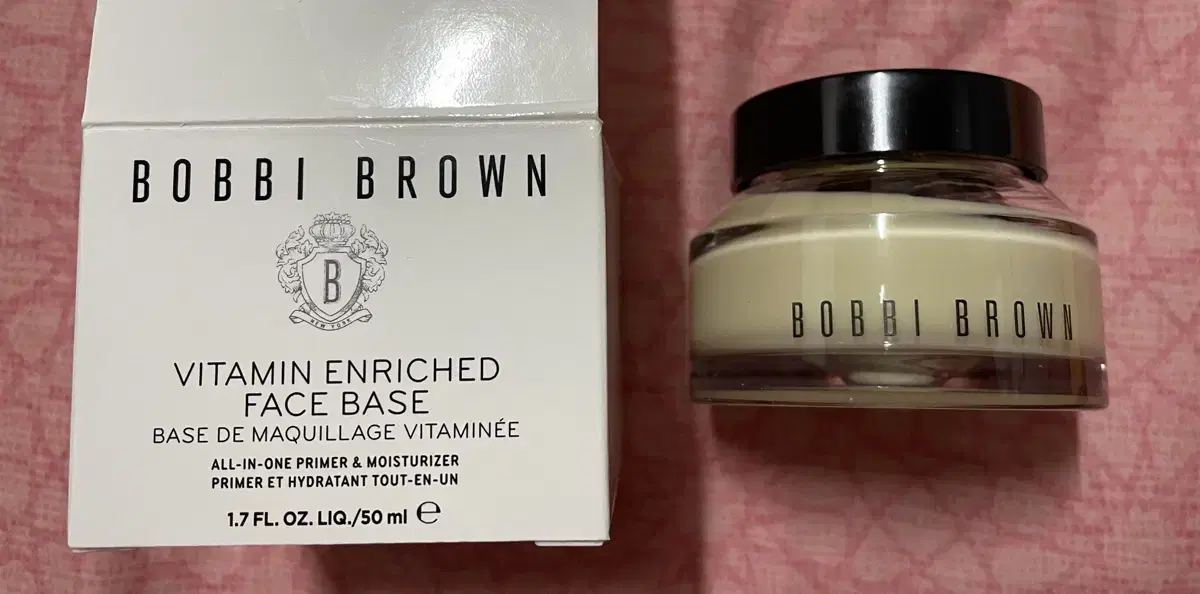 BOBBI BROWN
B
NEW YORK
VITAMIN ENRICHED
FACE BASE
BASE DE MAQUILLAGE VITAMINÉE
ALL-IN-ONE PRIMER & MOISTURIZER
PRIMER ET HYDRATANT TOUT-EN-UN
1.7 FL. OZ. LIQ./50 ml ℮
BOBBI BROWN